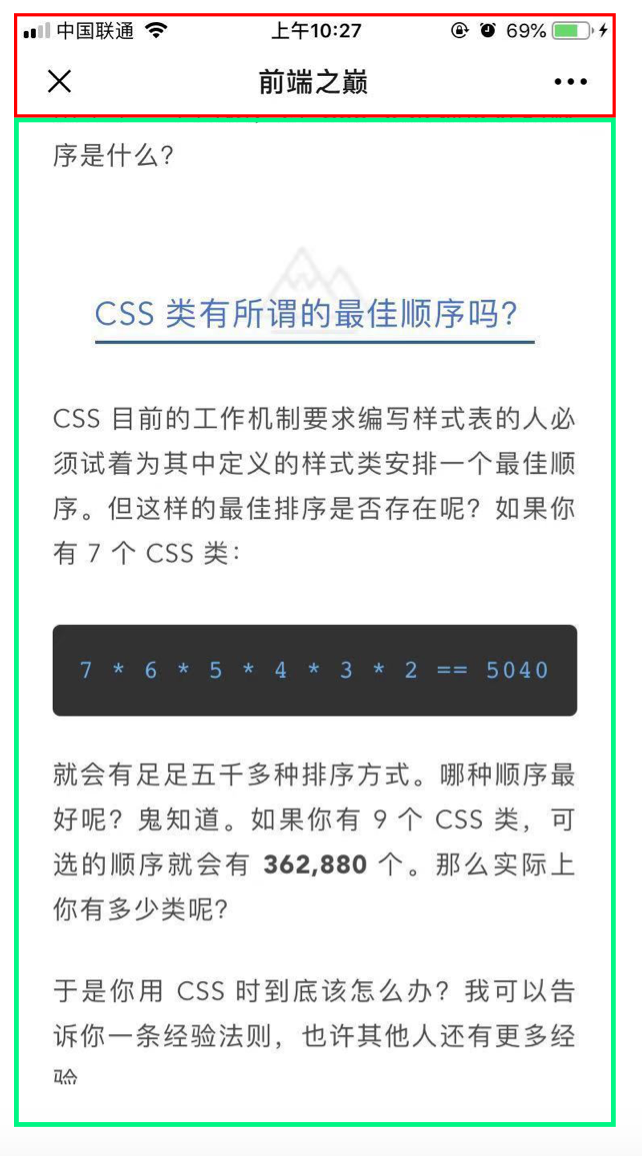 中国联通 上午10:27 69%
前端之巅
序是什么?
CSS 类有所谓的最佳顺序吗?
CSS 目前的工作机制要求编写样式表的人必
须试着为其中定义的样式类安排一个最佳顺
序。但这样的最佳排序是否存在呢？如果你
有 7 个 CSS 类：
7 * 6 * 5 * 4 * 3 * 2 == 5040
就会有足足五千多种排序方式。哪种顺序最
好呢？鬼知道。如果你有 9 个 CSS 类，可
选的顺序就会有 362,880 个。那么实际上
你有多少类呢?
于是你用 CSS 时到底该怎么办？我可以告
诉你一条经验法则，也许其他人还有更多经
验